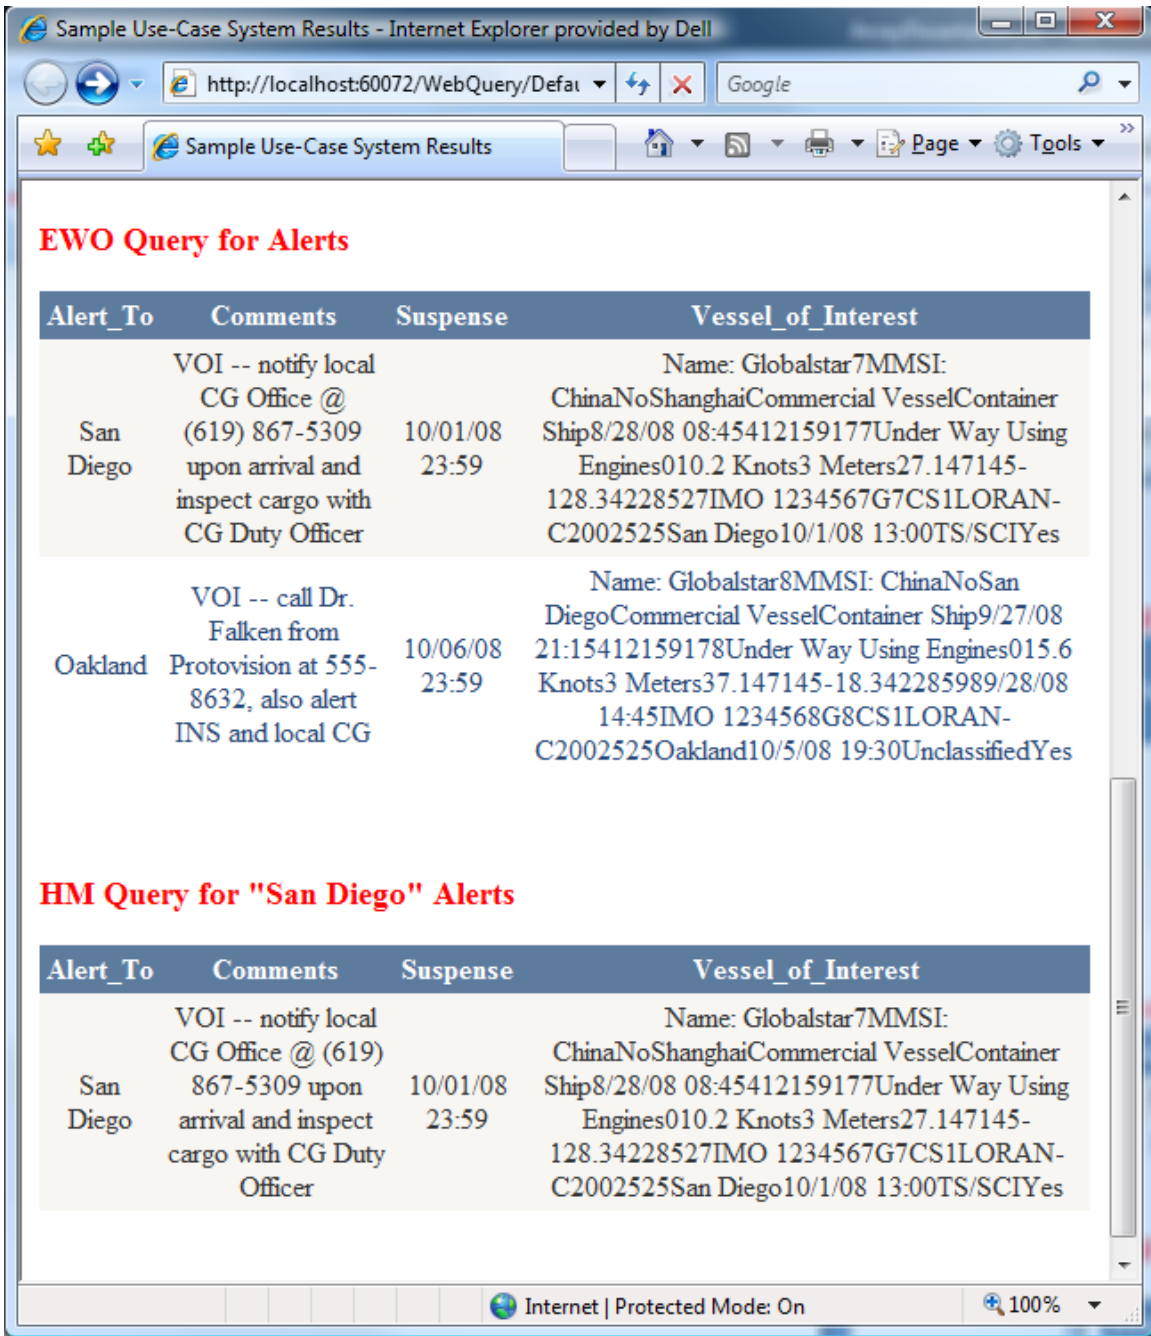 Sample Use-Case System Results - Internet Explorer provided by Dell
http://localhost:60072/WebQuery/Defau
Google
Sample Use-Case System Results
Page
Tools
EWO Query for Alerts
Alert_To Comments Suspense Vessel_of_Interest
San Diego
VOI -- notify local
CG Office @
(619) 867-5309
upon arrival and
inspect cargo with
CG Duty Officer
10/01/08
23:59
Name: Globalstar7MMSI:
ChinaNoShanghaiCommercial VesselContainer
Ship8/28/08 08:45412159177Under Way Using
Engines010.2 Knots3 Meters27.147145-
128.34228527IMO 1234567G7CS1LORAN-
C2002525San Diego10/1/08 13:00TS/SCIYes
Oakland
VOI -- call Dr.
Falken from
Protovision at 555-
8632, also alert
INS and local CG
10/06/08
23:59
Name: Globalstar8MMSI: ChinaNoSan
DiegoCommercial VesselContainer Ship9/27/08
21:15412159178Under Way Using Engines015.6
Knots3 Meters37.147145-18.342285989/28/08
14:45IMO 1234568G8CS1LORAN-
C2002525Oakland10/5/08 19:30UnclassifiedYes
HM Query for "San Diego" Alerts
Alert_To Comments Suspense Vessel_of_Interest
San
Diego
VOI -- notify local
CG Office @ (619)
867-5309 upon
arrival and inspect
cargo with CG Duty
Officer
10/01/08
23:59
Name: Globalstar7MMSI:
ChinaNoShanghaiCommercial VesselContainer
Ship8/28/08 08:45412159177Under Way Using
Engines010.2 Knots3 Meters27.147145-
128.34228527IMO 1234567G7CS1LORAN-
C2002525San Diego10/1/08 13:00TS/SCIYes
Internet | Protected Mode: On
100%